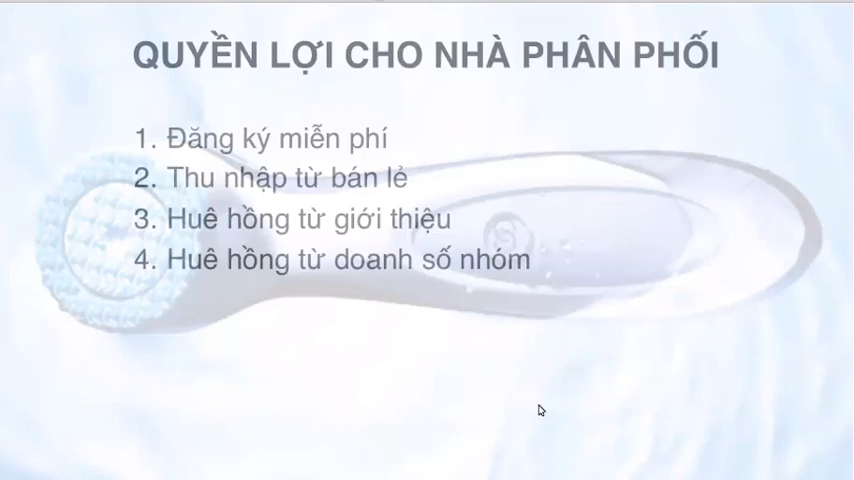 QUYỀN LỢI CHO NHÀ PHÂN PHỐI
1. Đăng ký miễn phí
2. Thu nhập từ bán lẻ
3. Huê hồng từ giới thiệu
4. Huê hồng từ doanh số nhóm